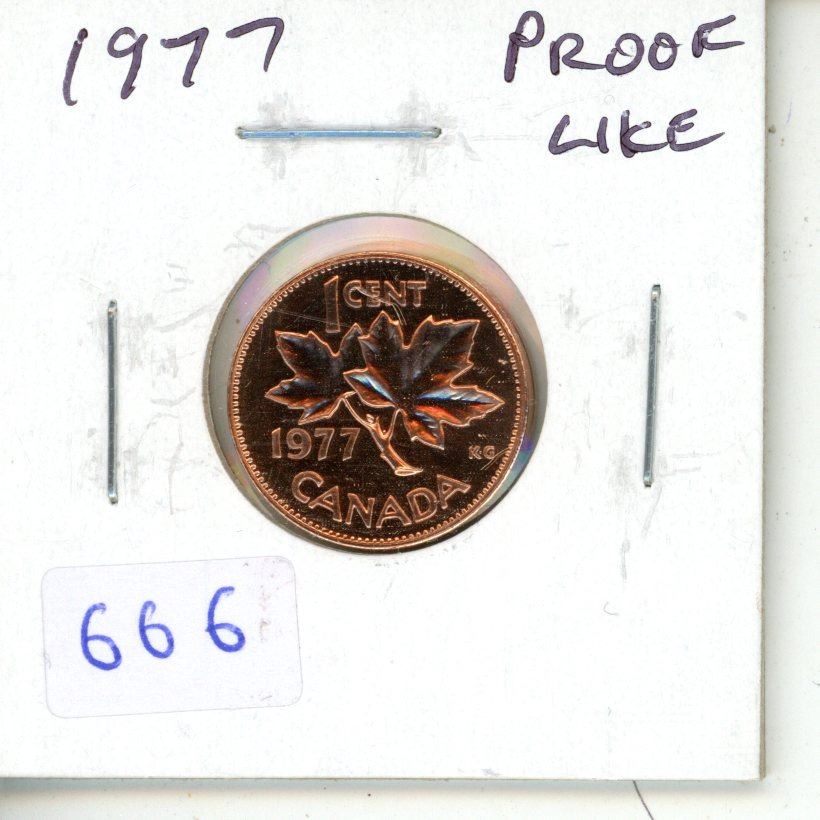 1977 PROOF
LIKE
1 CENT
1977 KG
CANADA
666